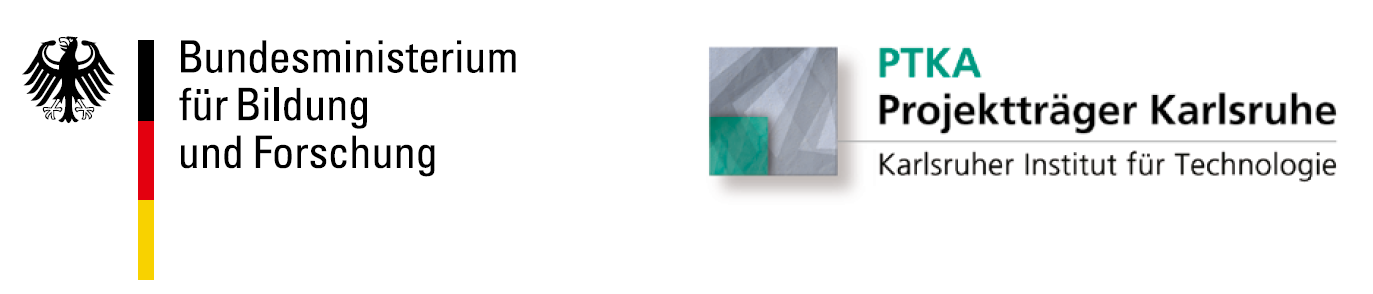 Bundesministerium
für Bildung
und Forschung
PTKA
Projektträger Karlsruhe
Karlsruher Institut für Technologie